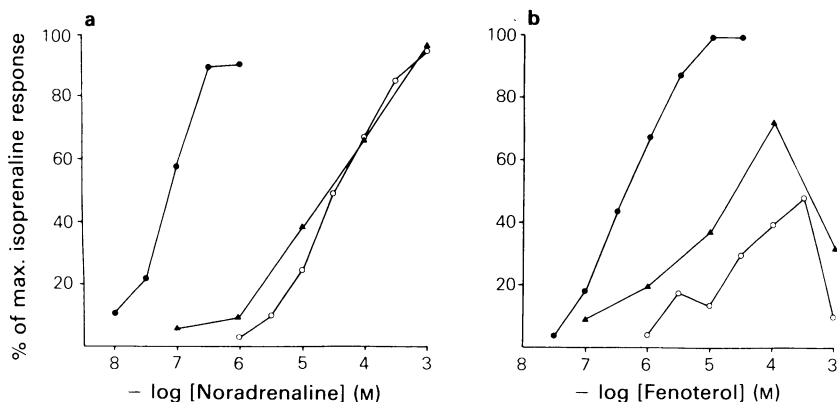 a
% of max. isoprenaline response
100
80
60
40
20
8 7 6 5 4 3
– log [Noradrenaline] (M)
b
100
80
60
40
20
8 7 6 5 4 3
– log [Fenoterol] (M)